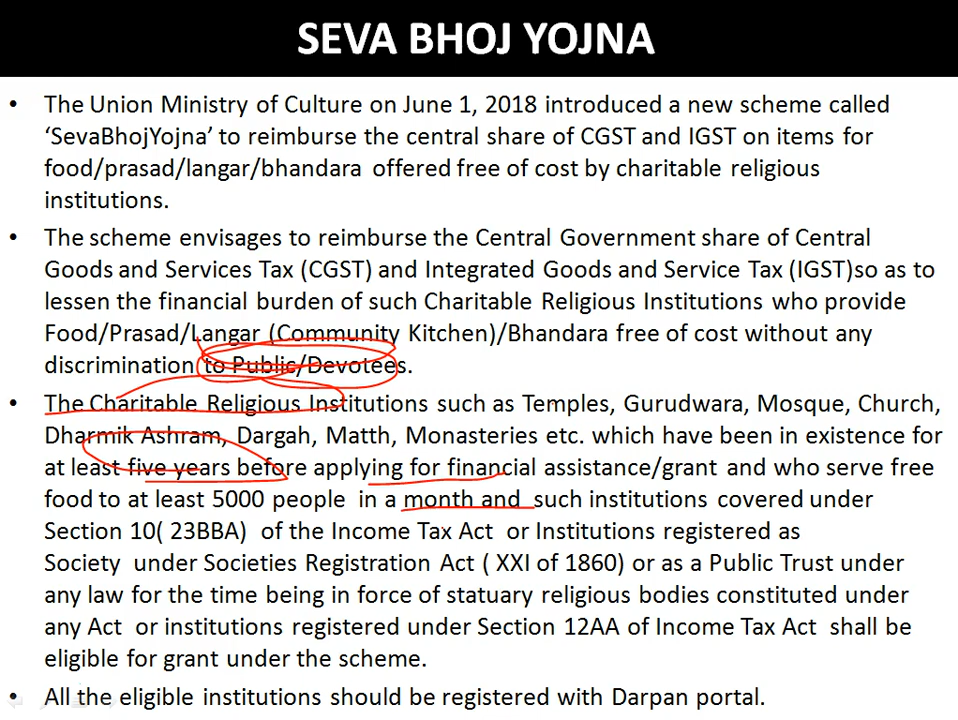 SEVA BHOJ YOJNA
• The Union Ministry of Culture on June 1, 2018 introduced a new scheme called
‘SevaBhojYojna’ to reimburse the central share of CGST and IGST on items for
food/prasad/langar/bhandara offered free of cost by charitable religious
institutions.
• The scheme envisages to reimburse the Central Government share of Central
Goods and Services Tax (CGST) and Integrated Goods and Service Tax (IGST)so as to
lessen the financial burden of such Charitable Religious Institutions who provide
Food/Prasad/Langar (Community Kitchen)/Bhandara free of cost without any
discrimination to Public/Devotees.
• The Charitable Religious Institutions such as Temples, Gurudwara, Mosque, Church,
Dharmik Ashram, Dargah, Matth, Monasteries etc. which have been in existence for
at least five years before applying for financial assistance/grant and who serve free
food to at least 5000 people in a month and such institutions covered under
Section 10( 23BBA) of the Income Tax Act or Institutions registered as
Society under Societies Registration Act ( XXI of 1860) or as a Public Trust under
any law for the time being in force of statuary religious bodies constituted under
any Act or institutions registered under Section 12AA of Income Tax Act shall be
eligible for grant under the scheme.
• All the eligible institutions should be registered with Darpan portal.